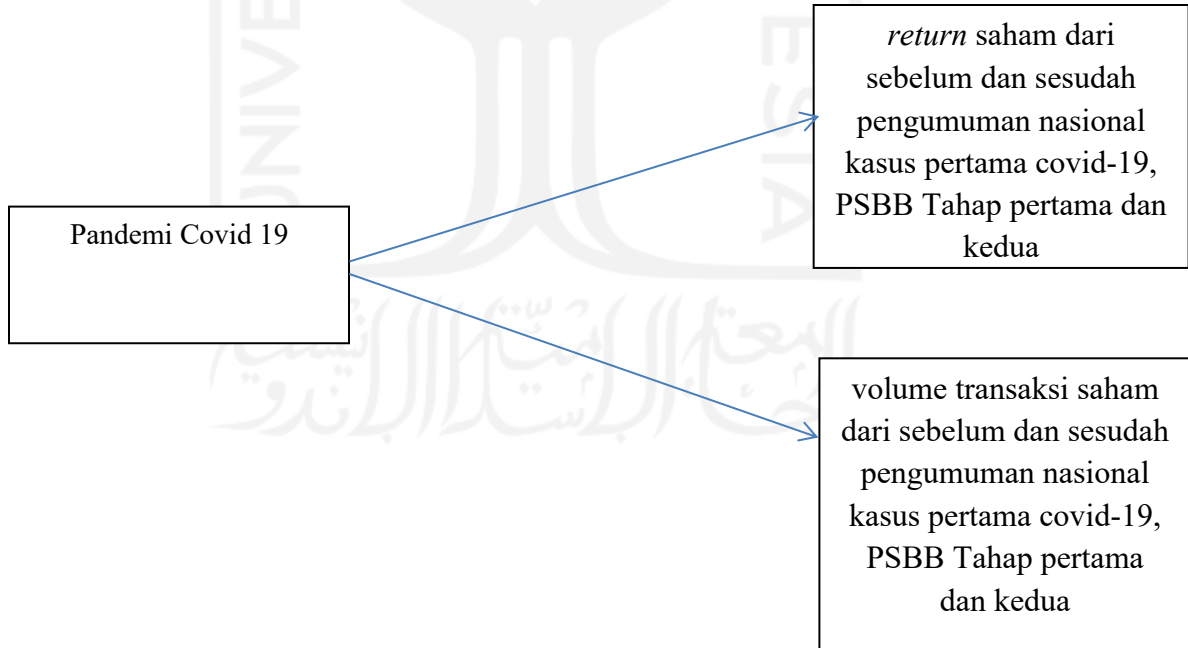 UNIVE
ESIA
return saham dari
sebelum dan sesudah
pengumuman nasional
kasus pertama covid-19,
PSBB Tahap pertama dan
kedua
Pandemi Covid 19
volume transaksi saham
dari sebelum dan sesudah
pengumuman nasional
kasus pertama covid-19,
PSBB Tahap pertama
dan kedua